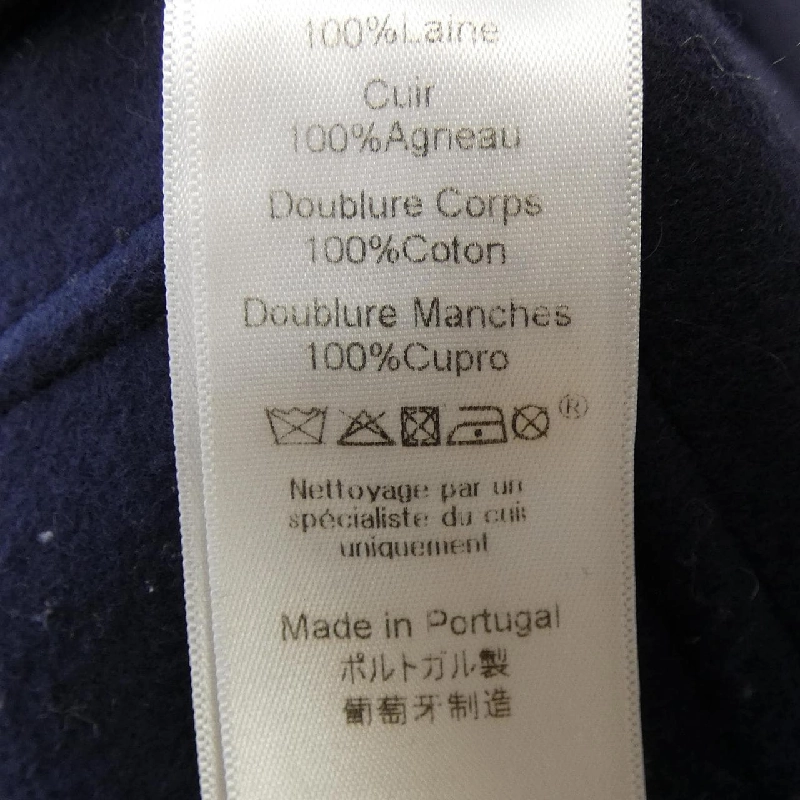 100%Laine
Cuir
100%Agneau
Doublure Corps
100%Coton
Doublure Manches
100%Cupro
®
Nettoyage par un
spécialiste du cuir
uniquement
Made in Portugal
ポルトガル製
葡萄牙制造